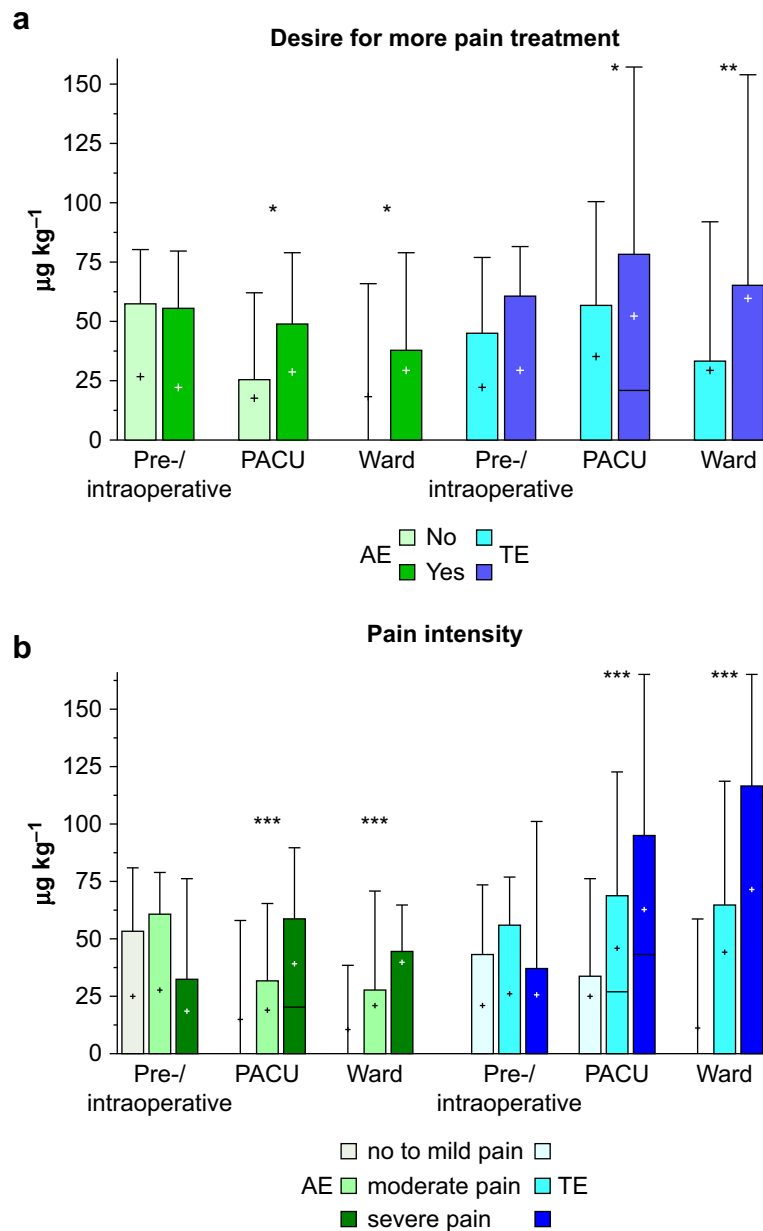 a
Desire for more pain treatment
* **
* *
150
125
100
75
50
25
0
µg kg⁻¹
Pre-/ PACU Ward Pre-/ PACU Ward
intraoperative intraoperative
AE No TE
Yes
b
Pain intensity
*** ***
*** ***
150
125
100
75
50
25
0
µg kg⁻¹
Pre-/ PACU Ward Pre-/ PACU Ward
intraoperative intraoperative
no to mild pain
AE moderate pain TE
severe pain